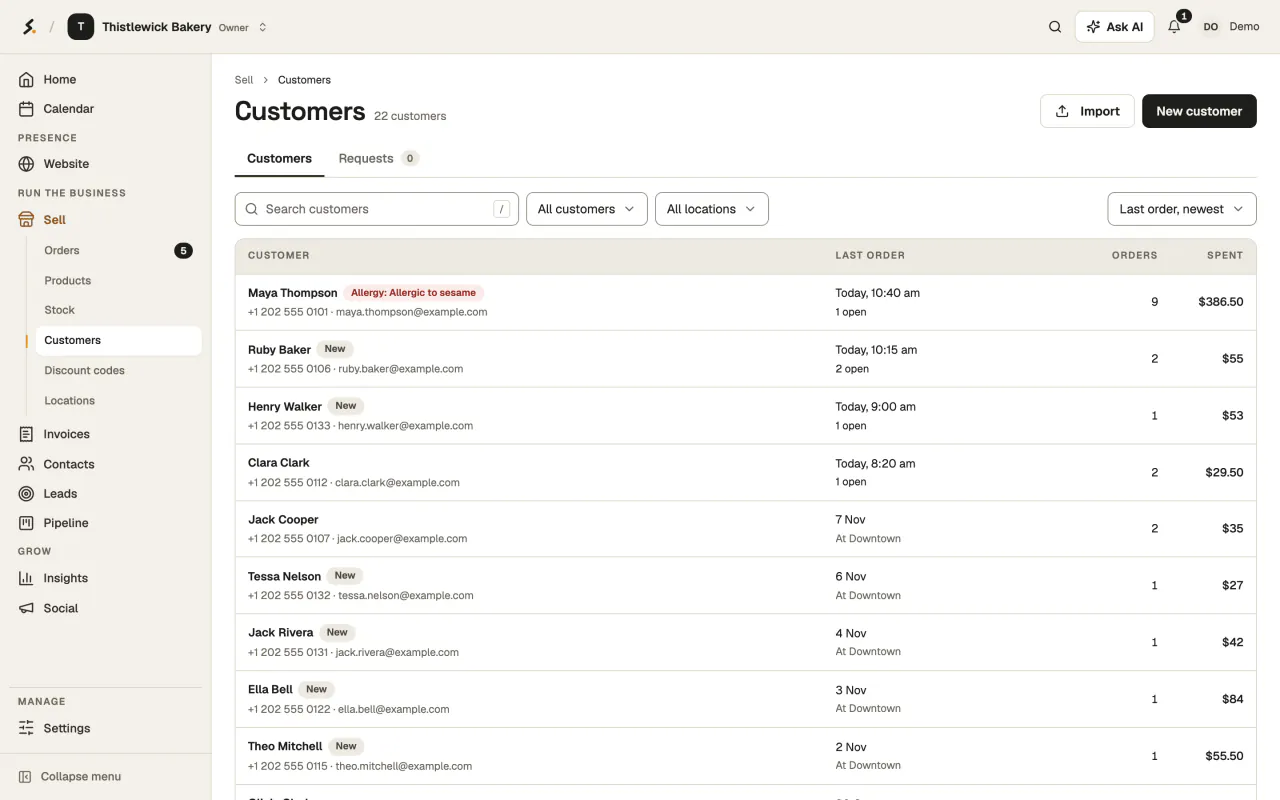 / T Thistlewick Bakery Owner
Ask AI 1 DO Demo
Home
Calendar
PRESENCE
Website
RUN THE BUSINESS
Sell
Orders 5
Products
Stock
Customers
Discount codes
Locations
Invoices
Contacts
Leads
Pipeline
GROW
Insights
Social
MANAGE
Settings
Collapse menu
Sell > Customers
Customers 22 customers
Import New customer
Customers Requests 0
Search customers / All customers All locations Last order, newest
CUSTOMER LAST ORDER ORDERS SPENT
Maya Thompson Allergy: Allergic to sesame Today, 10:40 am 9 $386.50
+1 202 555 0101 · maya.thompson@example.com 1 open
Ruby Baker New Today, 10:15 am 2 $55
+1 202 555 0106 · ruby.baker@example.com 2 open
Henry Walker New Today, 9:00 am 1 $53
+1 202 555 0133 · henry.walker@example.com 1 open
Clara Clark Today, 8:20 am 2 $29.50
+1 202 555 0112 · clara.clark@example.com 1 open
Jack Cooper 7 Nov 2 $35
+1 202 555 0107 · jack.cooper@example.com At Downtown
Tessa Nelson New 6 Nov 1 $27
+1 202 555 0132 · tessa.nelson@example.com At Downtown
Jack Rivera New 4 Nov 1 $42
+1 202 555 0131 · jack.rivera@example.com At Downtown
Ella Bell New 3 Nov 1 $84
+1 202 555 0122 · ella.bell@example.com At Downtown
Theo Mitchell New 2 Nov 1 $55.50
+1 202 555 0115 · theo.mitchell@example.com At Downtown